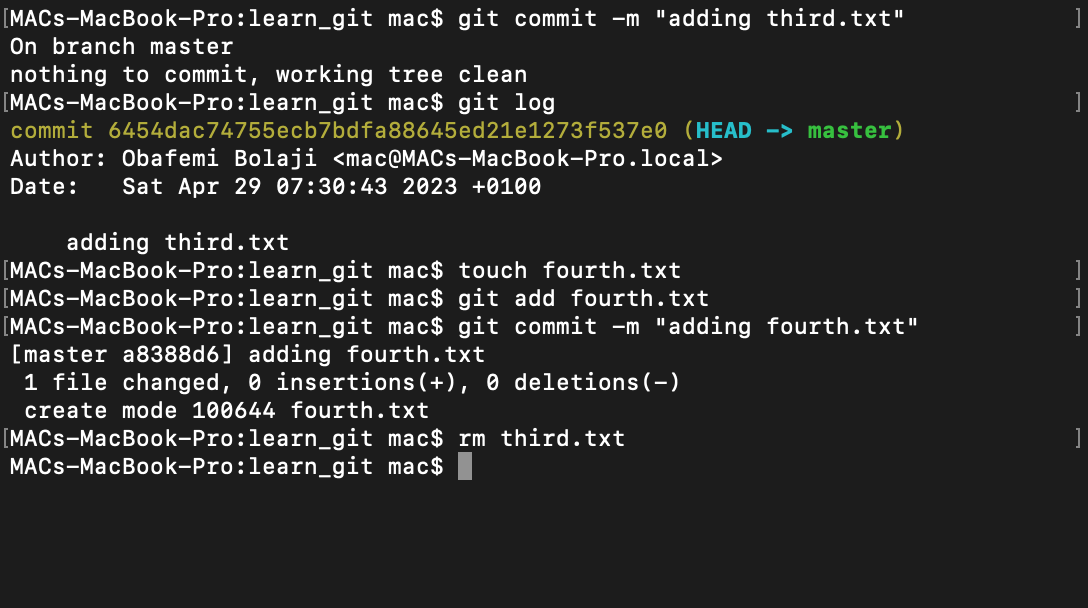 [MACs-MacBook-Pro:learn_git mac$ git commit -m "adding third.txt" ]
On branch master
nothing to commit, working tree clean
[MACs-MacBook-Pro:learn_git mac$ git log ]
commit 6454dac74755ecb7bdfa88645ed21e1273f537e0 (HEAD -> master)
Author: Obafemi Bolaji <mac@MACs-MacBook-Pro.local>
Date:   Sat Apr 29 07:30:43 2023 +0100

    adding third.txt
[MACs-MacBook-Pro:learn_git mac$ touch fourth.txt ]
[MACs-MacBook-Pro:learn_git mac$ git add fourth.txt ]
[MACs-MacBook-Pro:learn_git mac$ git commit -m "adding fourth.txt" ]
[master a8388d6] adding fourth.txt
 1 file changed, 0 insertions(+), 0 deletions(-)
 create mode 100644 fourth.txt
[MACs-MacBook-Pro:learn_git mac$ rm third.txt ]
MACs-MacBook-Pro:learn_git mac$